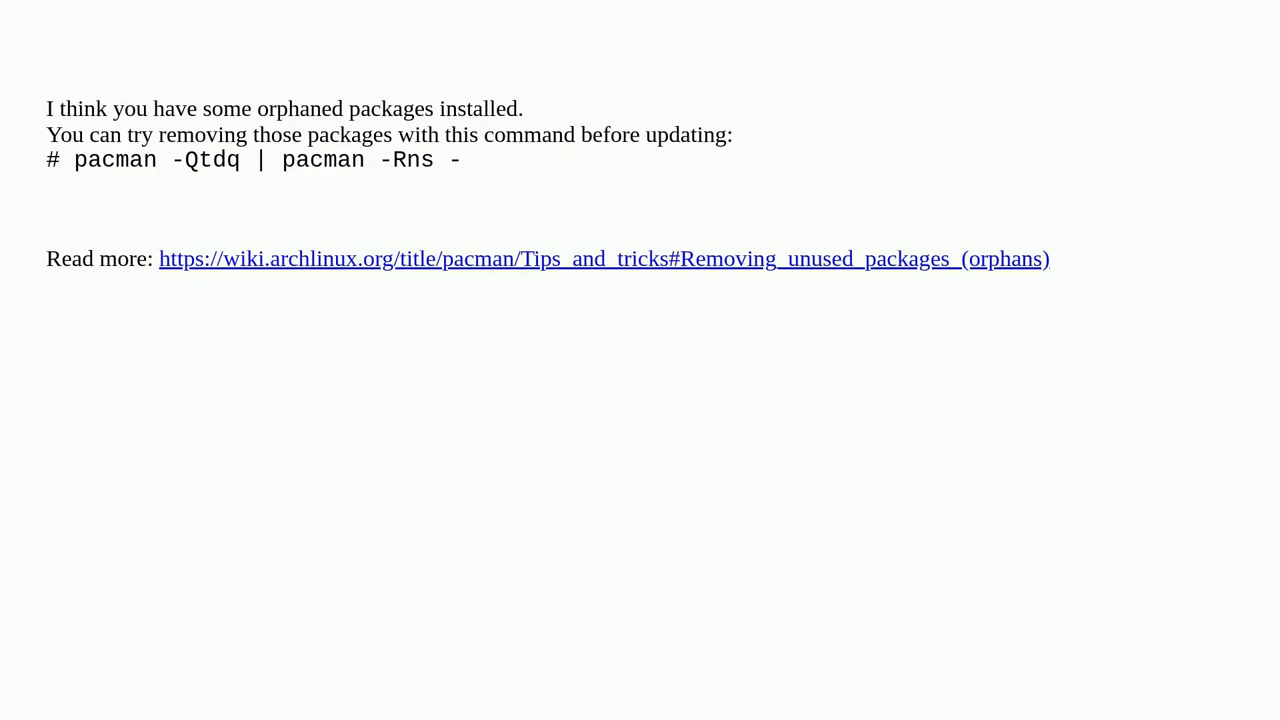 I think you have some orphaned packages installed.
You can try removing those packages with this command before updating:
# pacman -Qtdq | pacman -Rns -
Read more: https://wiki.archlinux.org/title/pacman/Tips_and_tricks#Removing_unused_packages_(orphans)